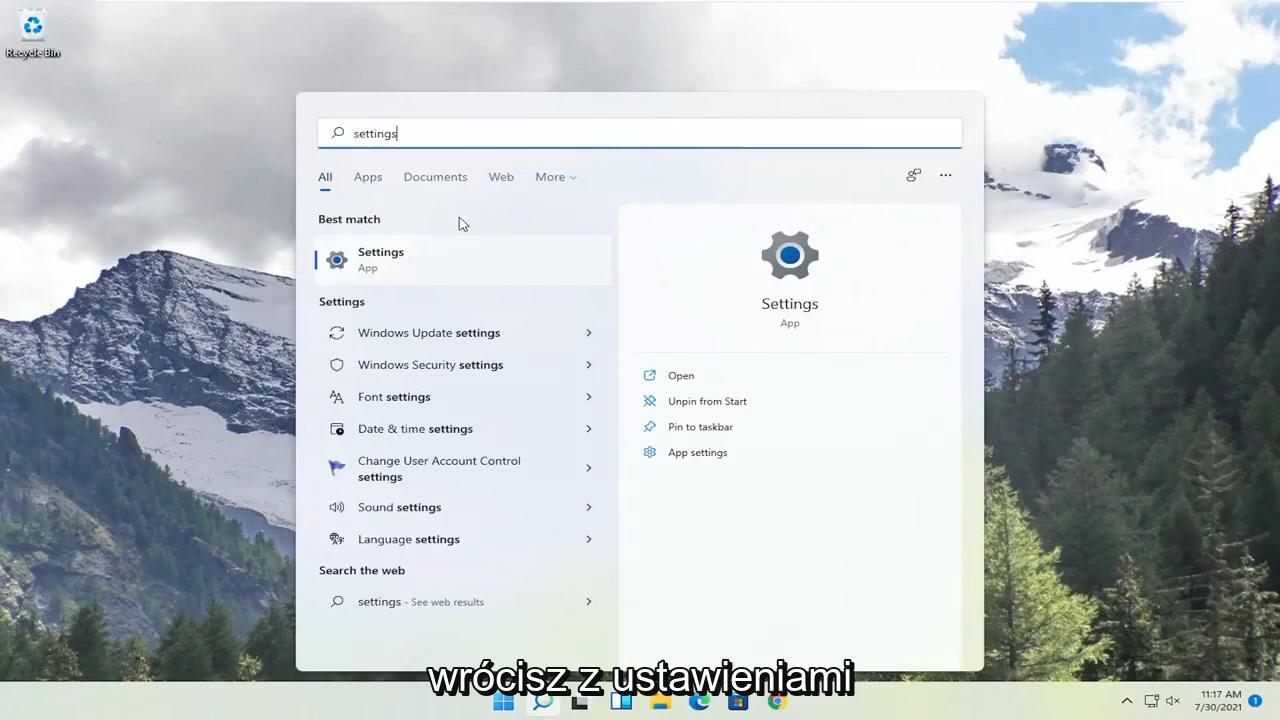 Recycle Bin
settings
All Apps Documents Web More
Best match
Settings
App
Settings
Windows Update settings
Windows Security settings
Font settings
Date & time settings
Change User Account Control
settings
Sound settings
Language settings
Search the web
settings - See web results
Settings
App
Open
Unpin from Start
Pin to taskbar
App settings
wrócisz z ustawieniami
11:17 AM
7/30/2021
1